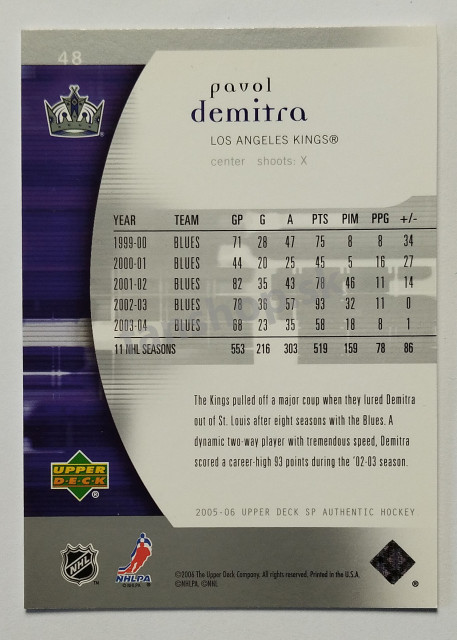 48
pavol
demitra
LOS ANGELES KINGS®
center shoots: X
YEAR TEAM GP G A PTS PIM PPG +/-
1999-00 BLUES 71 28 47 75 8 8 34
2000-01 BLUES 44 20 25 45 5 16 27
2001-02 BLUES 82 35 43 78 46 11 14
2002-03 BLUES 78 36 57 93 32 11 0
2003-04 BLUES 68 23 35 58 18 8 1
11 NHL SEASONS 553 216 303 519 159 78 86
The Kings pulled off a major coup when they lured Demitra
out of St. Louis after eight seasons with the Blues. A
dynamic two-way player with tremendous speed, Demitra
scored a career-high 93 points during the '02-03 season.
UPPER
DECK
®
2005-06 UPPER DECK SP AUTHENTIC HOCKEY
NHL
NHLPA
©2006 The Upper Deck Company. All rights reserved. Printed in the U.S.A.
©NHLPA, ©NHL
®